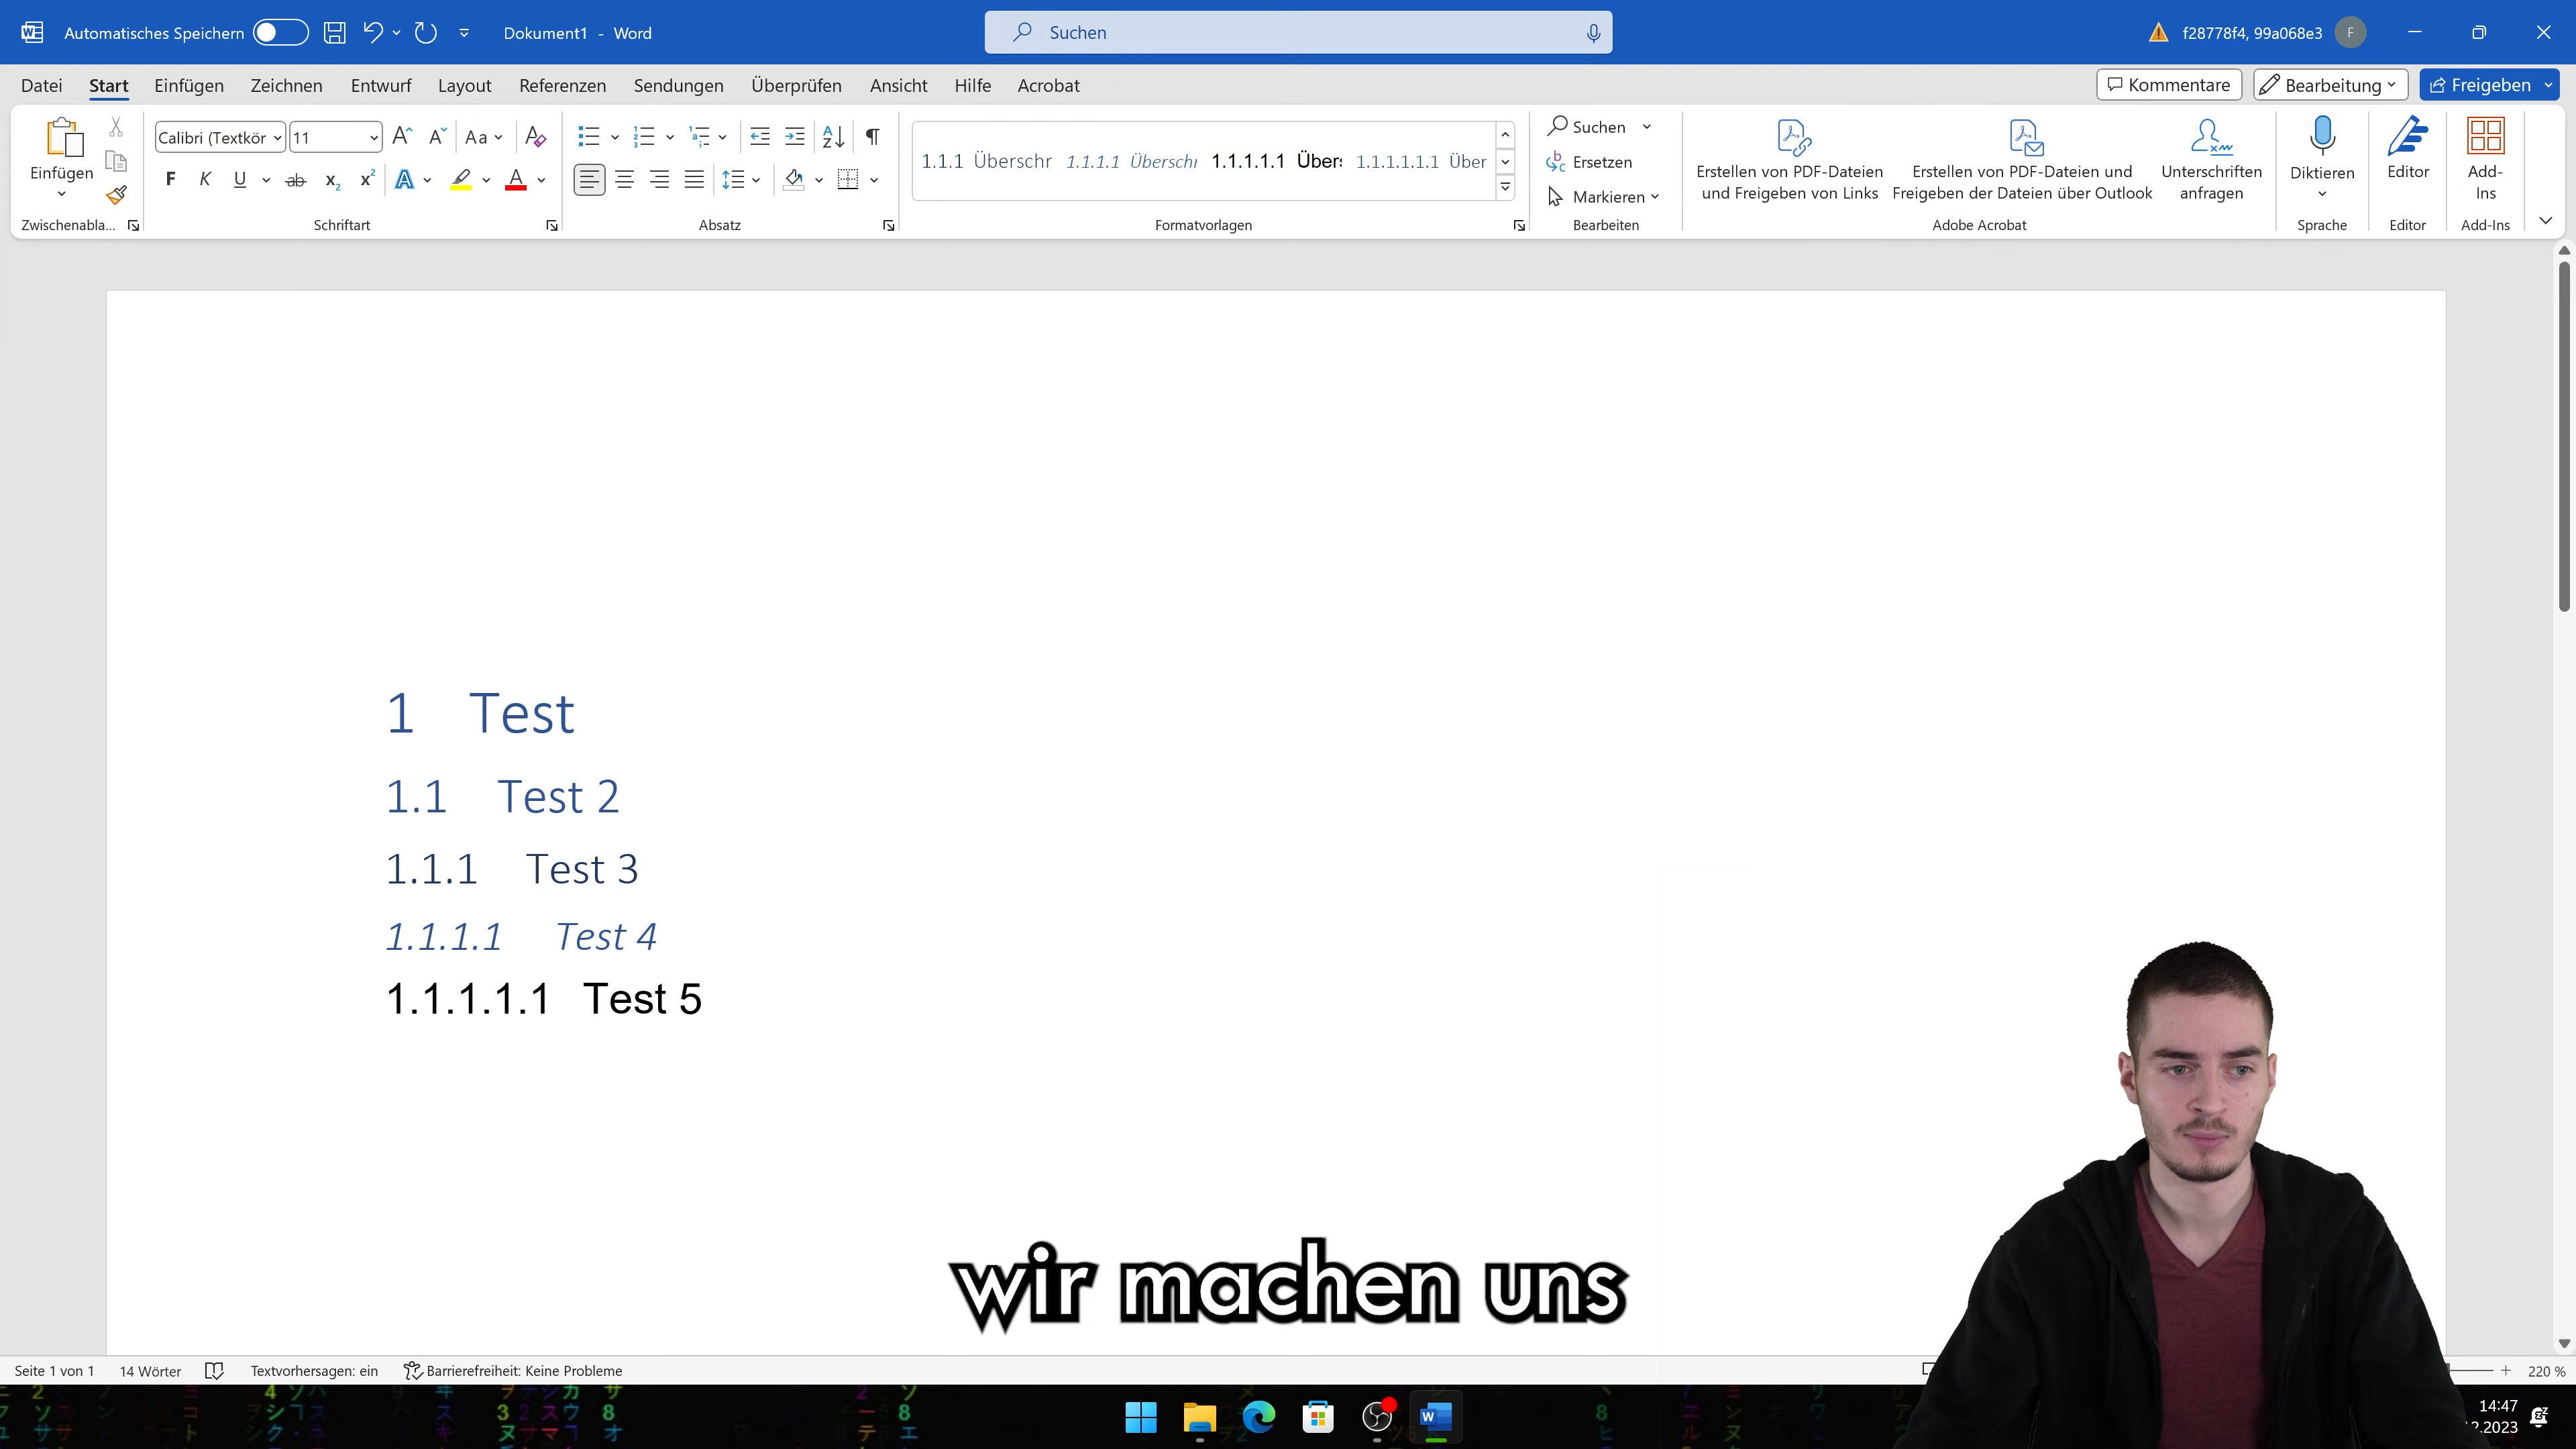 Automatisches Speichern Dokument1 - Word Suchen f28778f4, 99a068e3 F
Datei Start Einfügen Zeichnen Entwurf Layout Referenzen Sendungen Überprüfen Ansicht Hilfe Acrobat Kommentare Bearbeitung Freigeben
Calibri (Textkör 11 Aa
Einfügen
F K U ab x₂ x² A A
1.1.1 Überschr 1.1.1.1 Überschr 1.1.1.1.1 Übers 1.1.1.1.1.1 Über
Suchen
Ersetzen
Markieren
Erstellen von PDF-Dateien
und Freigeben von Links
Erstellen von PDF-Dateien und
Freigeben der Dateien über Outlook
Unterschriften
anfragen
Diktieren
Editor
Add-
Ins
Zwischenabla... Schriftart Absatz Formatvorlagen Bearbeiten Adobe Acrobat Sprache Editor Add-Ins
1 Test
1.1 Test 2
1.1.1 Test 3
1.1.1.1 Test 4
1.1.1.1.1 Test 5
wir machen uns
Seite 1 von 1 14 Wörter Textvorhersagen: ein Barrierefreiheit: Keine Probleme 220 %
14:47
.2023